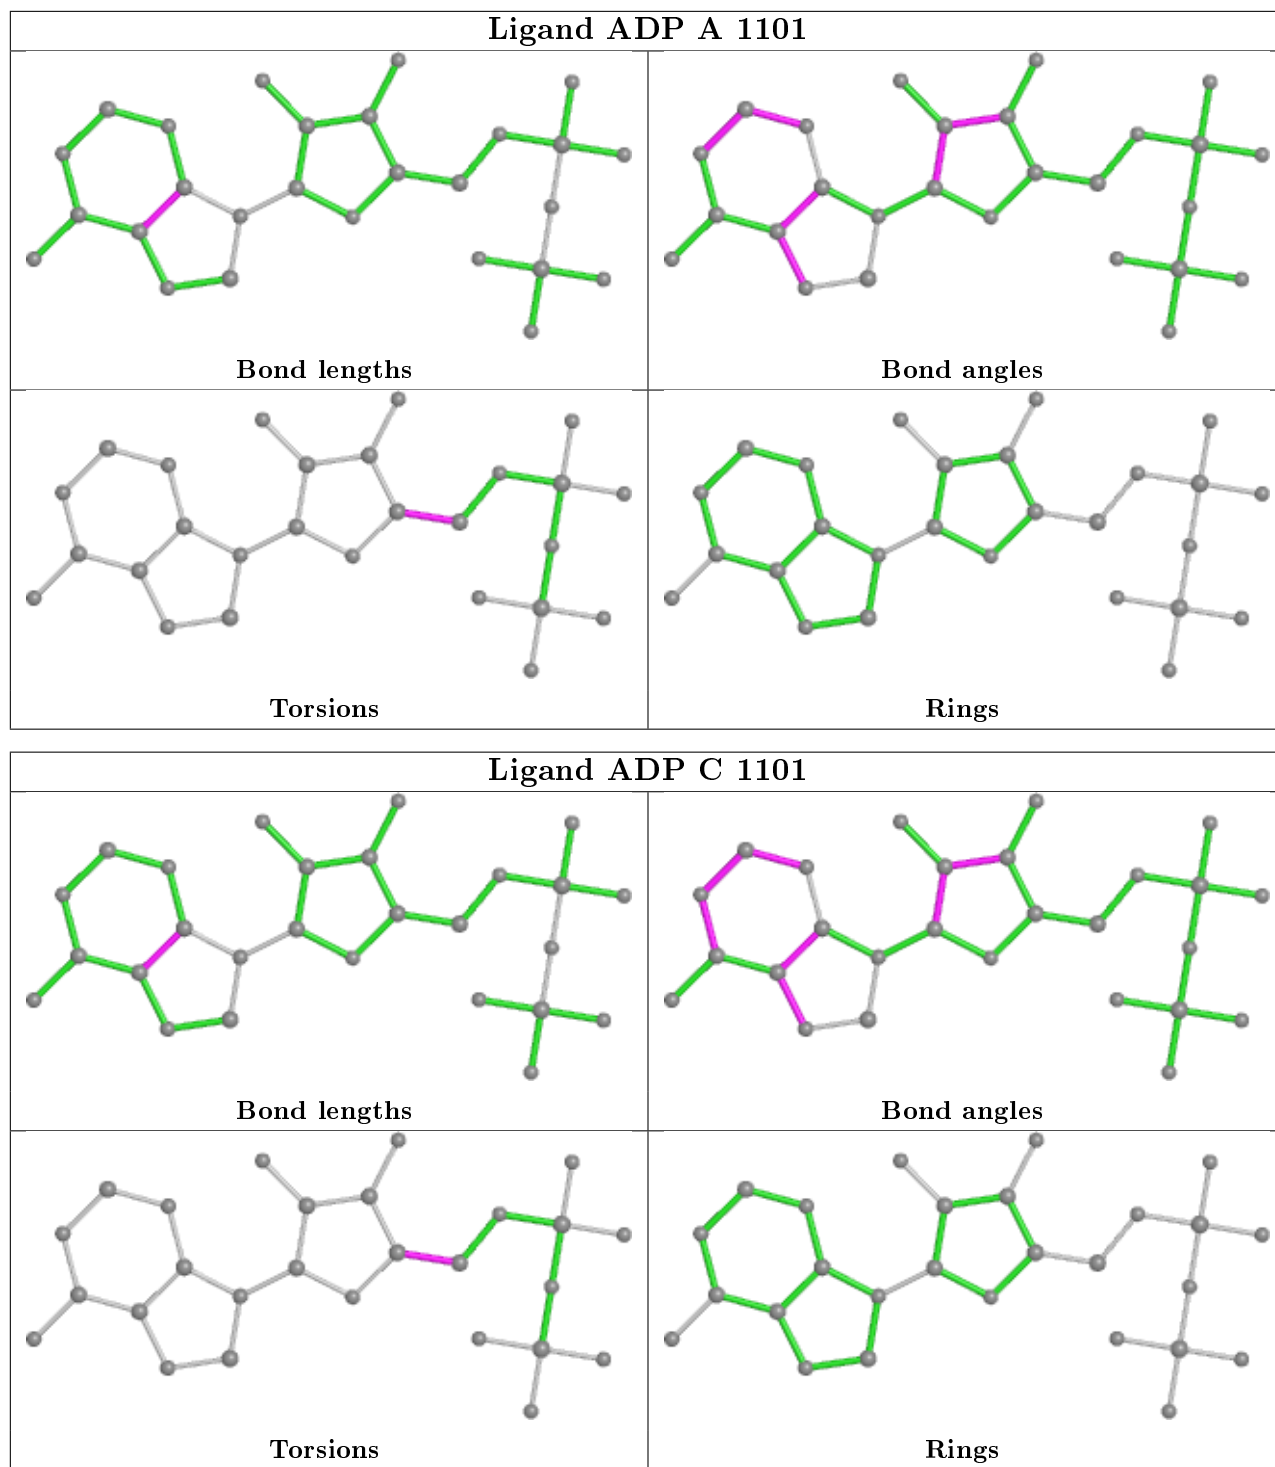 Ligand ADP A 1101
Bond lengths
Bond angles
Torsions
Rings
Ligand ADP C 1101
Bond lengths
Bond angles
Torsions
Rings